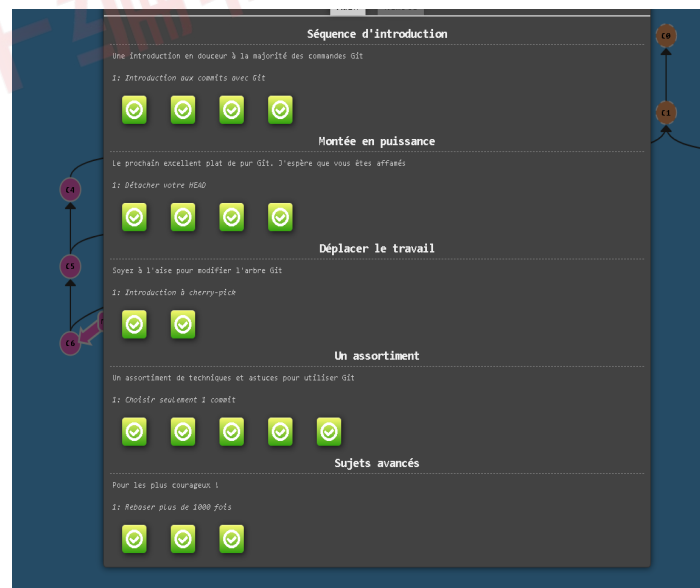 Séquence d'introduction
C0
Une introduction en douceur à la majorité des commandes Git
1: Introduction aux commits avec Git
C1
Montée en puissance
Le prochain excellent plat de pur Git. J'espère que vous êtes affamés
1: Détacher votre HEAD
C4
Déplacer le travail
Soyez à l'aise pour modifier l'arbre Git
C5
1: Introduction à cherry-pick
C6
Un assortiment
Un assortiment de techniques et astuces pour utiliser Git
1: Choisir seulement 1 commit
Sujets avancés
Pour les plus courageux !
1: Rebaser plus de 1000 fois